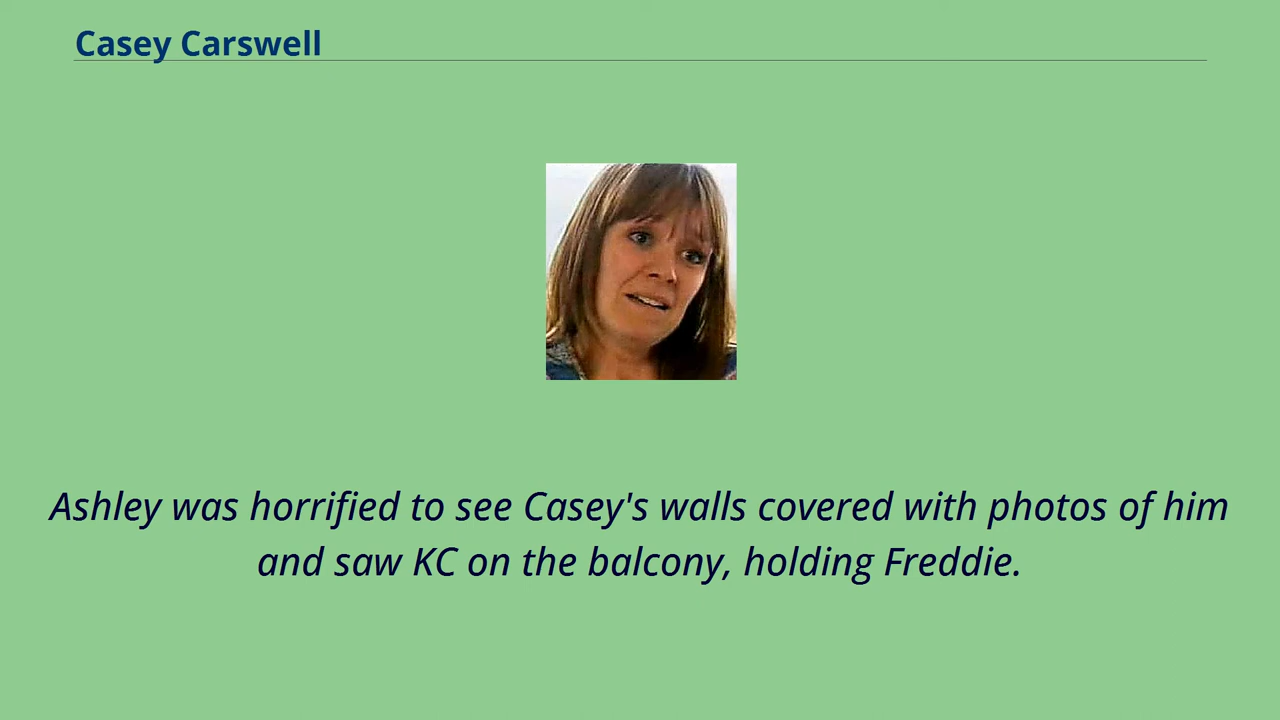 Casey Carswell
Ashley was horrified to see Casey's walls covered with photos of him
and saw KC on the balcony, holding Freddie.